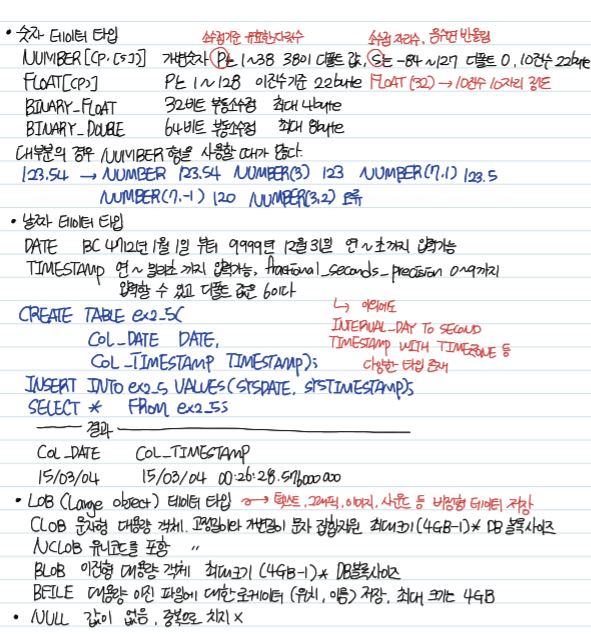 • 숫자 데이터 타입 소수점기준 유효한자릿수 소수점 자리수, 음수면 반올림
NUMBER[(P, [S])] 가변숫자 P는 1~38 38이 디폴트 값, S는 -84 ~127 디폴트 0, 10진수 22byte
FLOAT[(P)] P는 1~128 이진수기준 22byte FLOAT(32) → 10진수 10자리 정도
BINARY_FLOAT 32비트 부동소수점 최대 4byte
BINARY_DOUBLE 64비트 부동소수점 최대 8byte
대부분의 경우 NUMBER 형을 사용할 때가 많다.
123.54 → NUMBER 123.54 NUMBER(3) 123 NUMBER(7,1) 123.5
NUMBER(7,-1) 120 NUMBER(3,2) 오류
• 날짜 데이터 타입
DATE BC 4712년 1월 1일 부터 9999년 12월 31일 연~초까지 입력가능
TIMESTAMP 연~ 밀리초 까지 입력가능, fractional_seconds_precision 0~9까지
입력할 수 있고 디폴트 값은 6이다
↳ 이외에도
CREATE TABLE ex2_5(
INTERVAL_DAY TO SECOND
COL_DATE DATE,
TIMESTAMP WITH TIMEZONE 등
COL_TIMESTAMP TIMESTAMP);
다양한 타입 존재
INSERT INTO ex2_5 VALUES(SYSDATE, SYSTIMESTAMP);
SELECT * FROM ex2_5;
결과
COL_DATE COL_TIMESTAMP
15/03/04 15/03/04 00:26:28.576000000
• LOB (Large object) 데이터 타입 → 텍스트, 그래픽, 이미지, 사운드 등 비정형 데이터 저장
CLOB 문자형 대용량 객체. 고정길이와 가변길이 문자 집합지원 최대크기 (4GB-1)* DB 블록사이즈
NCLOB 유니코드를 포함 〃
BLOB 이진형 대용량 객체 최대크기 (4GB-1)* DB블록사이즈
BFILE 대용량 이진 파일에 대한 로케이터 (위치, 이름) 저장, 최대 크기는 4GB
• NULL 값이 없음, 중복으로 치지 X